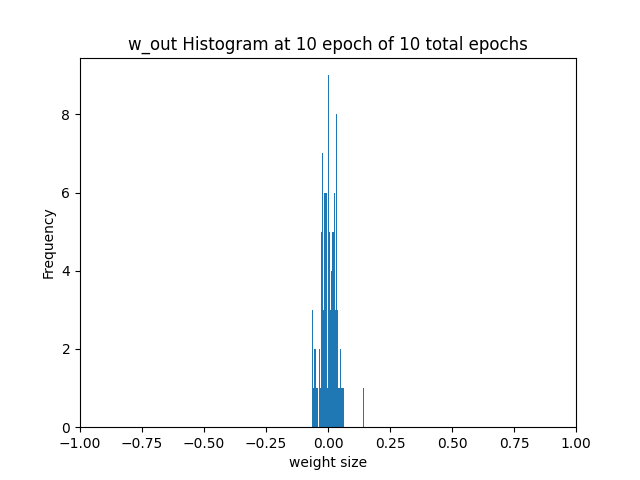 w_out Histogram at 10 epoch of 10 total epochs
Frequency
8
6
4
2
0
−1.00 −0.75 −0.50 −0.25 0.00 0.25 0.50 0.75 1.00
weight size